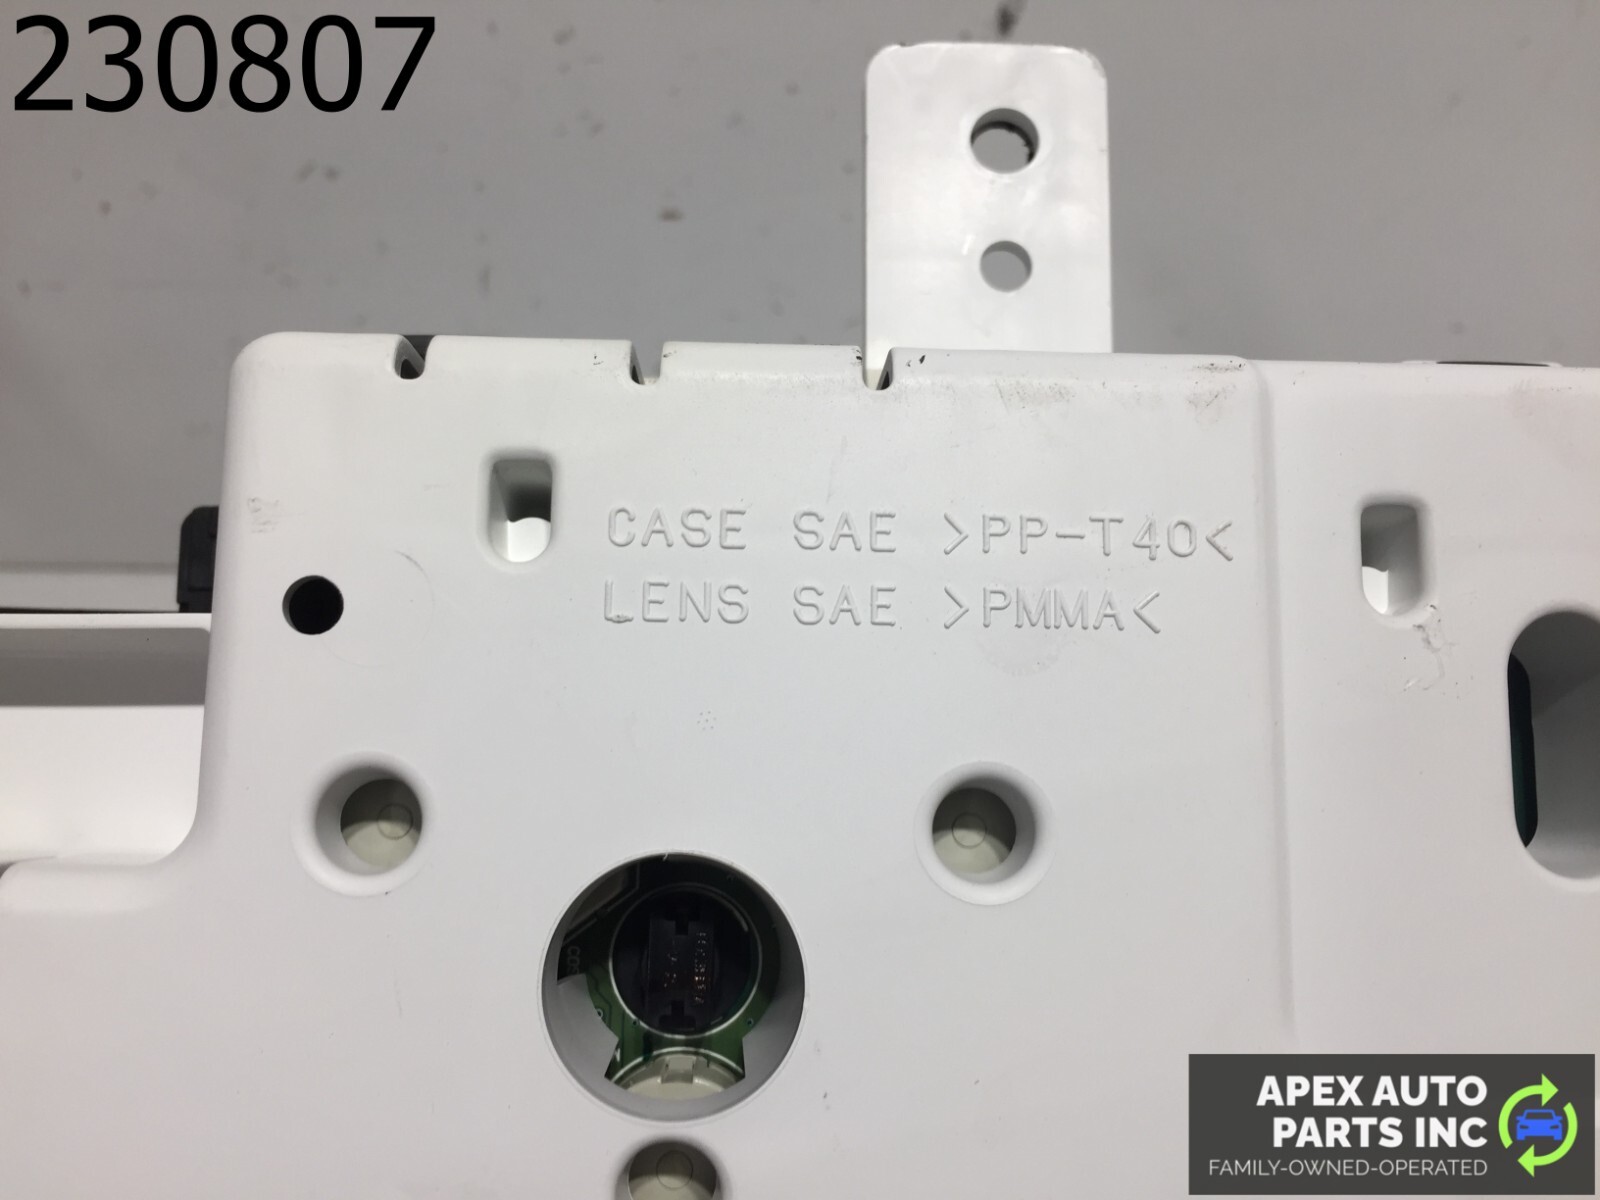 230807
CASE SAE >PP-T40<
LENS SAE >PMMA<
APEX AUTO
PARTS INC
FAMILY-OWNED-OPERATED